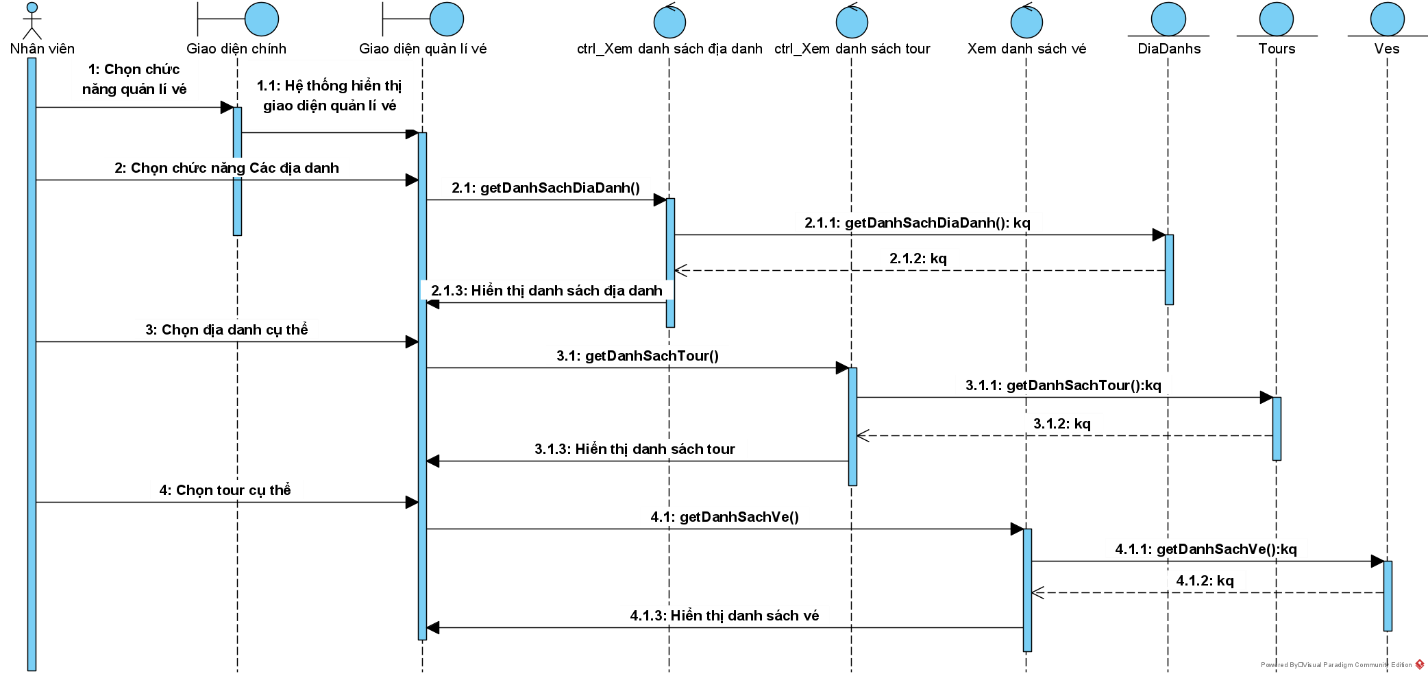 Nhân viên
Giao diện chính
Giao diện quản lí vé
ctrl_Xem danh sách địa danh
ctrl_Xem danh sách tour
Xem danh sách vé
DiaDanhs
Tours
Ves
1: Chọn chức
năng quản lí vé
1.1: Hệ thống hiển thị
giao diện quản lí vé
2: Chọn chức năng Các địa danh
2.1: getDanhSachDiaDanh()
2.1.1: getDanhSachDiaDanh(): kq
2.1.2: kq
2.1.3: Hiển thị danh sách địa danh
3: Chọn địa danh cụ thể
3.1: getDanhSachTour()
3.1.1: getDanhSachTour():kq
3.1.2: kq
3.1.3: Hiển thị danh sách tour
4: Chọn tour cụ thể
4.1: getDanhSachVe()
4.1.1: getDanhSachVe():kq
4.1.2: kq
4.1.3: Hiển thị danh sách vé
Powered By Visual Paradigm Community Edition